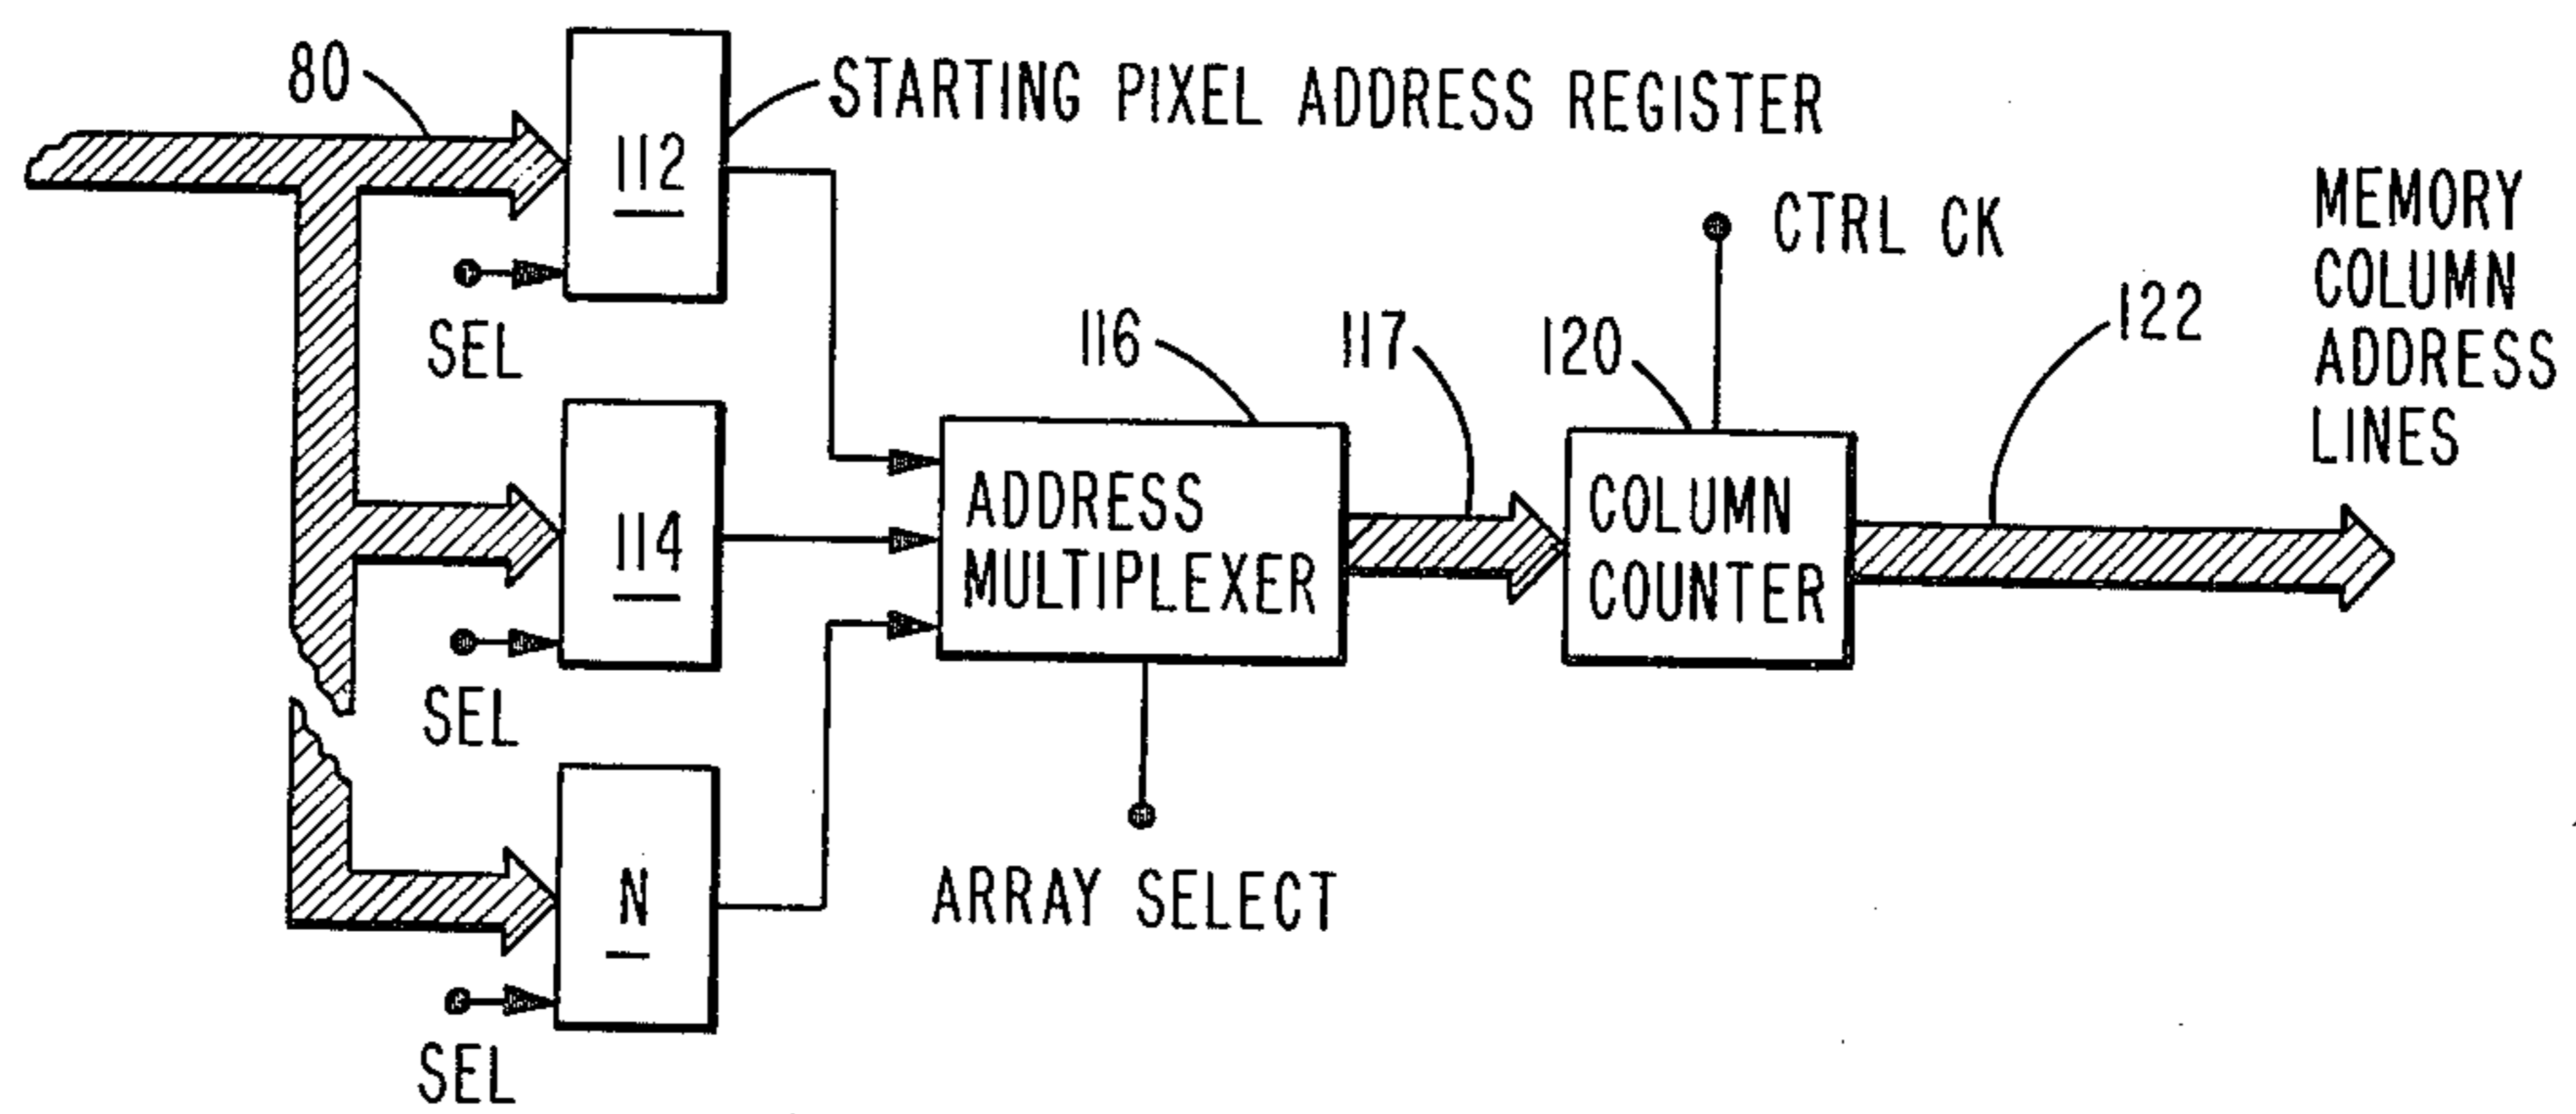 80
112
STARTING PIXEL ADDRESS REGISTER
SEL
CTRL CK
MEMORY
COLUMN
ADDRESS
LINES
116
117
120
122
114
SEL
ADDRESS
MULTIPLEXER
COLUMN
COUNTER
ARRAY SELECT
N
SEL